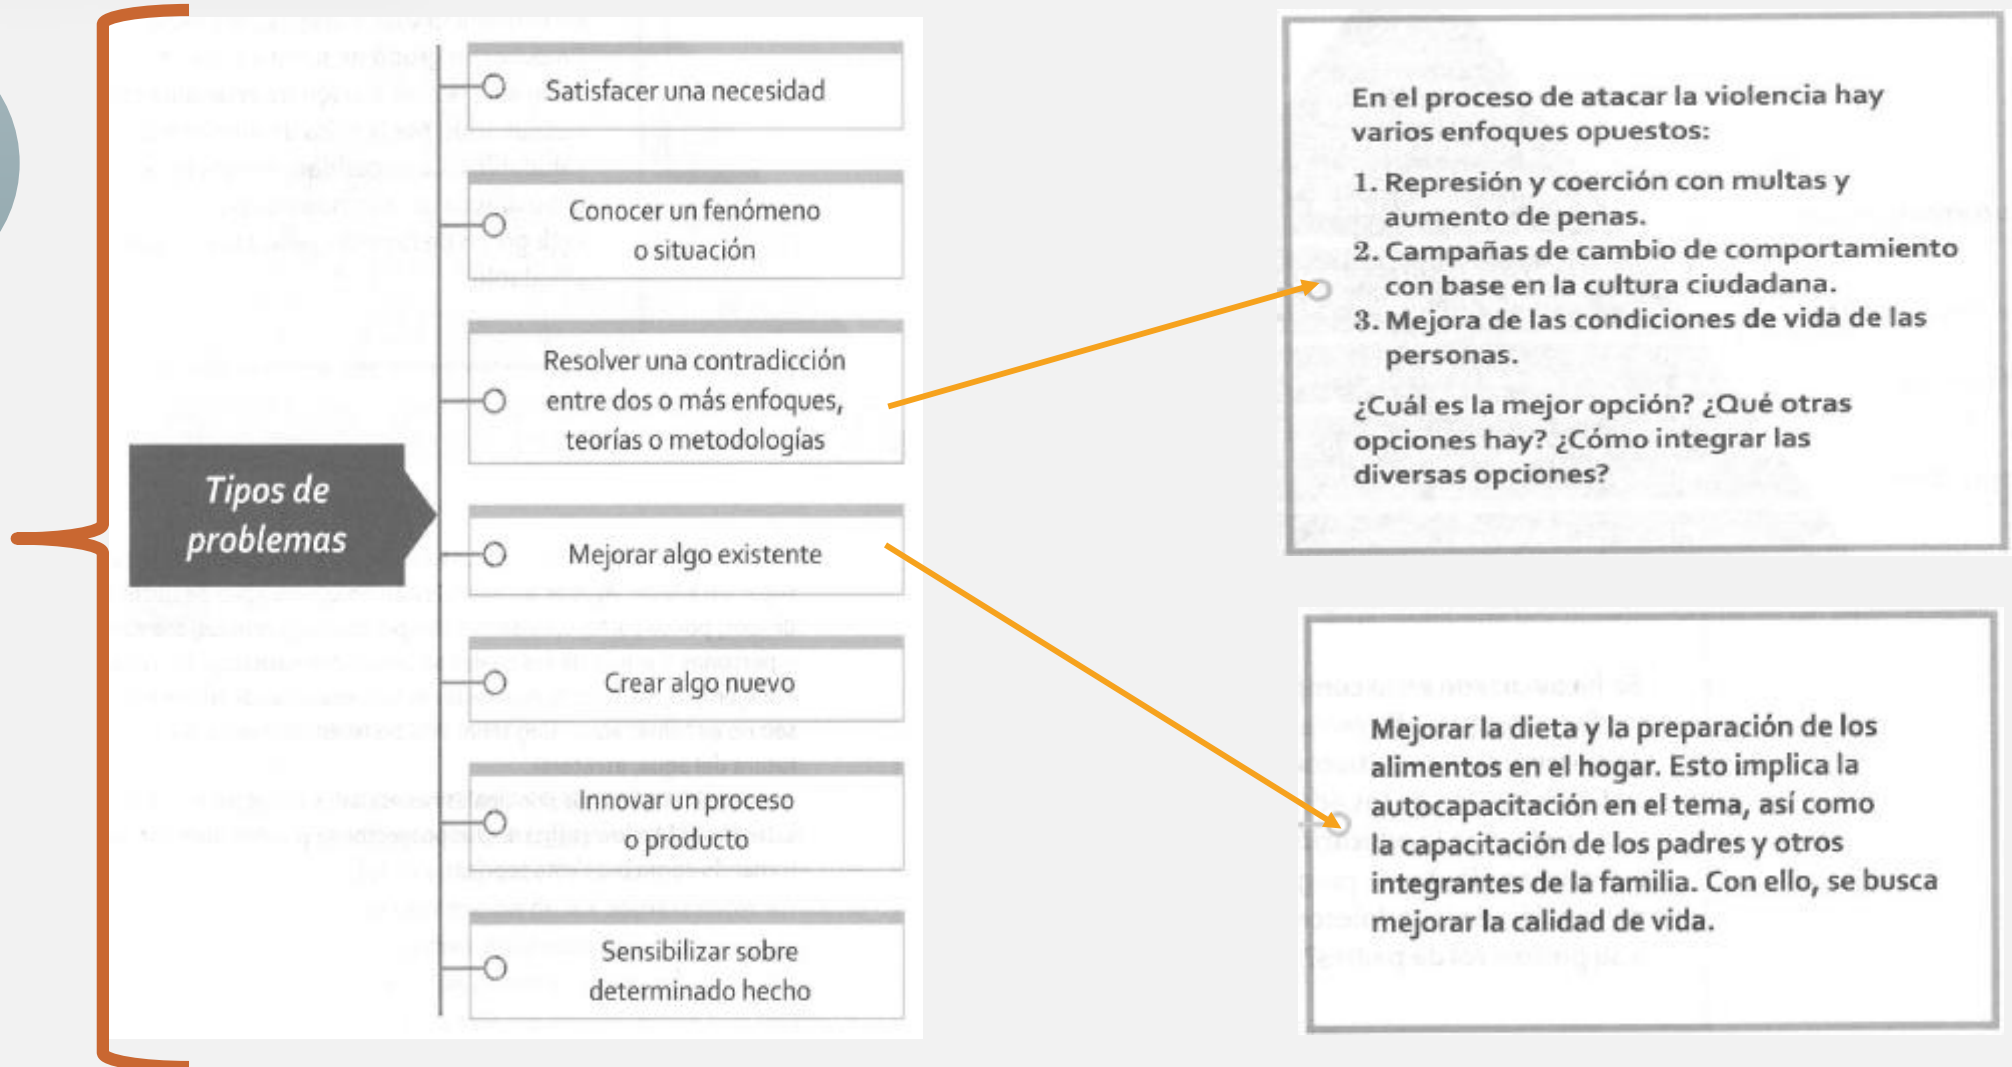 Tipos de
problemas
Satisfacer una necesidad
Conocer un fenómeno
o situación
Resolver una contradicción
entre dos o más enfoques,
teorías o metodologías
Mejorar algo existente
Crear algo nuevo
Innovar un proceso
o producto
Sensibilizar sobre
determinado hecho
En el proceso de atacar la violencia hay
varios enfoques opuestos:
1. Represión y coerción con multas y
aumento de penas.
2. Campañas de cambio de comportamiento
con base en la cultura ciudadana.
3. Mejora de las condiciones de vida de las
personas.
¿Cuál es la mejor opción? ¿Qué otras
opciones hay? ¿Cómo integrar las
diversas opciones?
Mejorar la dieta y la preparación de los
alimentos en el hogar. Esto implica la
autocapacitación en el tema, así como
la capacitación de los padres y otros
integrantes de la familia. Con ello, se busca
mejorar la calidad de vida.